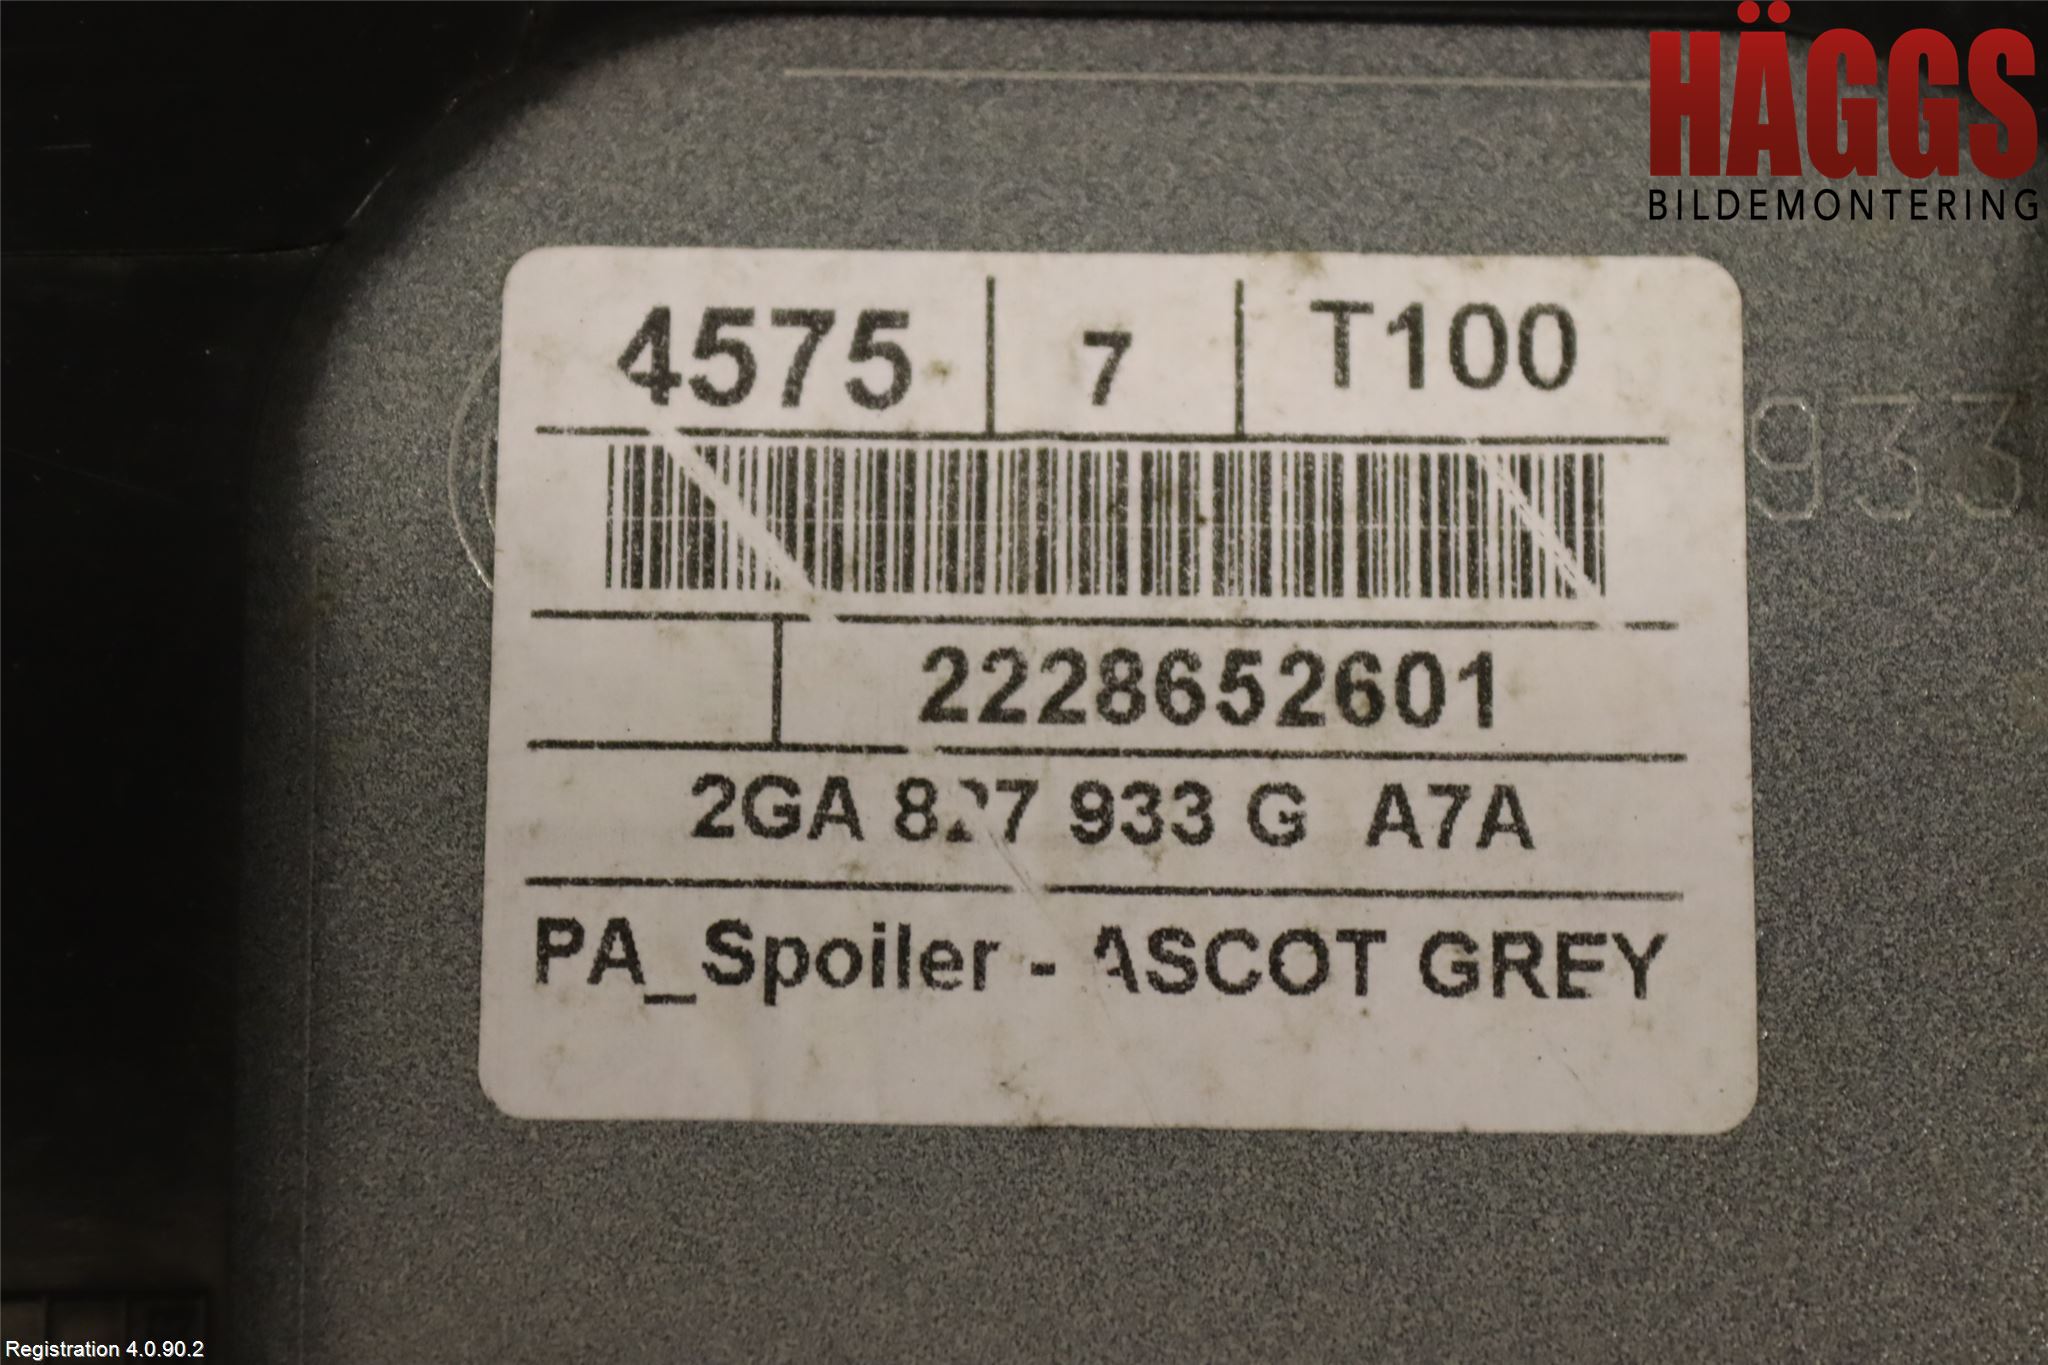 HÄGGS
BILDEMONTERING
4575 7 T100
933
2228652601
2GA 827 933 G A7A
PA_Spoiler - ASCOT GREY
Registration 4.0.90.2